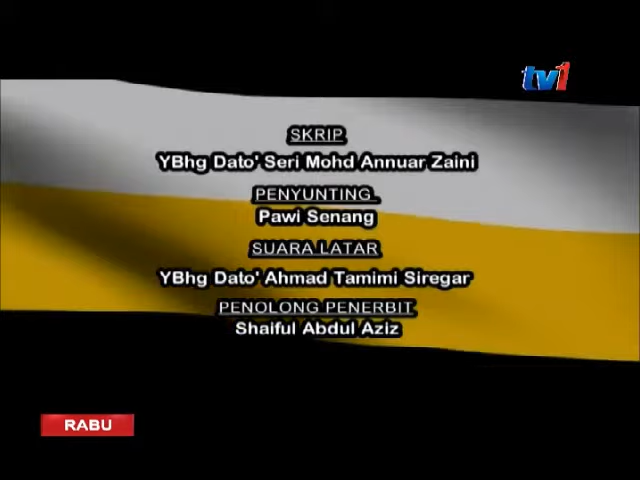 tv1
SKRIP
YBhg Dato' Seri Mohd Annuar Zaini
PENYUNTING
Pawi Senang
SUARA LATAR
YBhg Dato' Ahmad Tamimi Siregar
PENOLONG PENERBIT
Shaiful Abdul Aziz
RABU